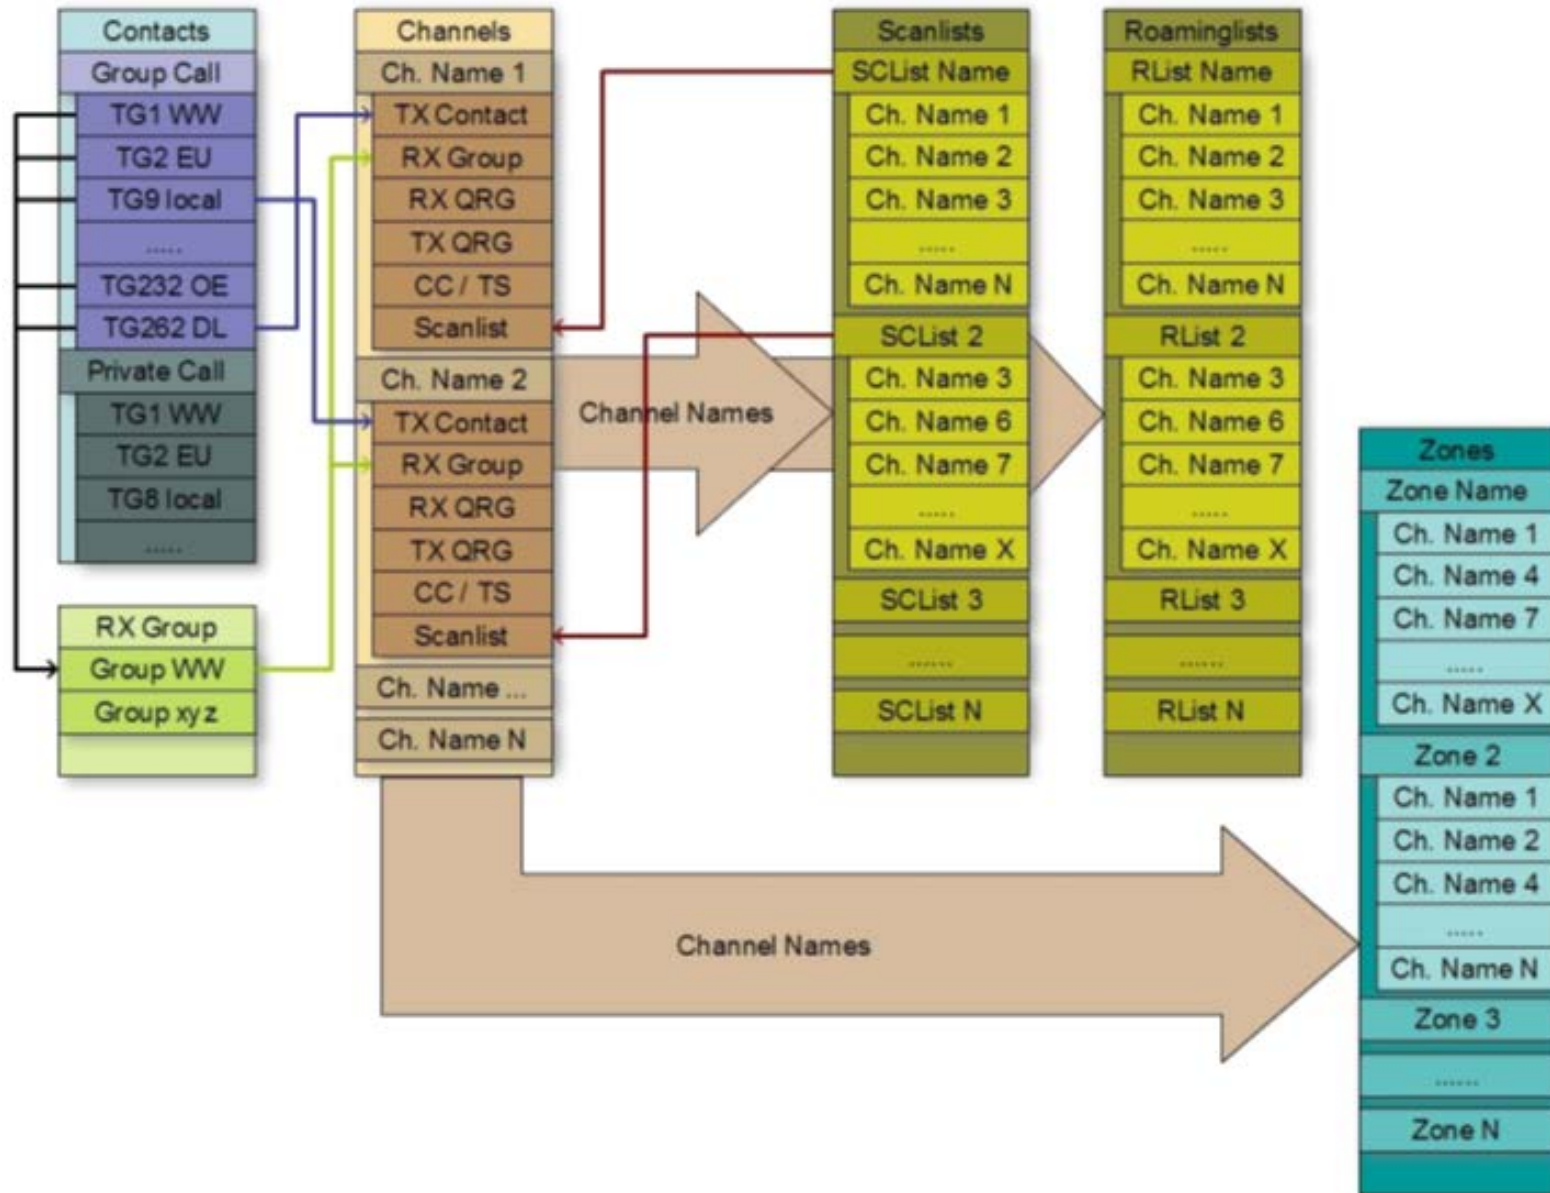 Contacts
Group Call
TG1 WW
TG2 EU
TG9 local
.....
TG232 OE
TG262 DL
Private Call
TG1 WW
TG2 EU
TG8 local
.....
RX Group
Group WW
Group xyz
Channels
Ch. Name 1
TX Contact
RX Group
RX QRG
TX QRG
CC / TS
Scanlist
Ch. Name 2
TX Contact
RX Group
RX QRG
TX QRG
CC / TS
Scanlist
Ch. Name ...
Ch. Name N
Channel Names
Scanlists
SCList Name
Ch. Name 1
Ch. Name 2
Ch. Name 3
.....
Ch. Name N
SCList 2
Ch. Name 3
Ch. Name 6
Ch. Name 7
.....
Ch. Name X
SCList 3
......
SCList N
Roaminglists
RList Name
Ch. Name 1
Ch. Name 2
Ch. Name 3
.....
Ch. Name N
RList 2
Ch. Name 3
Ch. Name 6
Ch. Name 7
.....
Ch. Name X
RList 3
......
RList N
Channel Names
Zones
Zone Name
Ch. Name 1
Ch. Name 4
Ch. Name 7
.....
Ch. Name X
Zone 2
Ch. Name 1
Ch. Name 2
Ch. Name 4
.....
Ch. Name N
Zone 3
......
Zone N